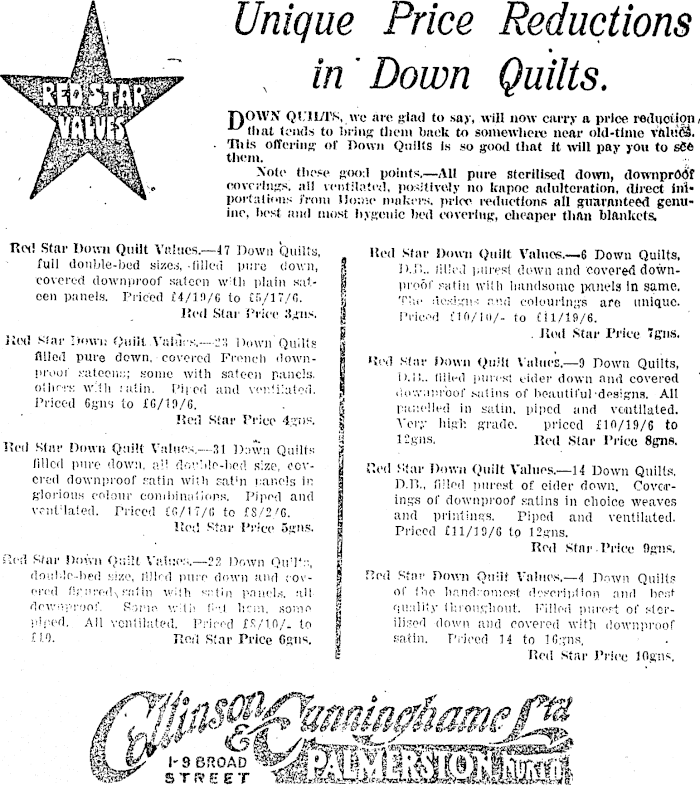 Unique Price Reductions
in Down Quilts.
RED STAR
VALUES
DOWN QUILTS, we are glad to say, will now carry a price reduction
that tends to bring them back to somewhere near old-time values.
This offering of Down Quilts is so good that it will pay you to see
them.
Note these good points.—All pure sterilised down, downproof
coverings, all ventilated, positively no kapoc adulteration, direct im-
portations from Home makers, price reductions all guaranteed genu-
ine, best and most hygenic bed covering, cheaper than blankets.
Red Star Down Quilt Values.—47 Down Quilts,
full double-bed sizes, filled pure down,
covered downproof sateen with plain sat-
een panels. Priced £4/19/6 to £5/17/6.
Red Star Price 3gns.
Red Star Down Quilt Values.—23 Down Quilts
filled pure down, covered French down-
proof sateens; some with sateen panels,
others with satin. Piped and ventilated.
Priced 6gns to £6/19/6.
Red Star Price 4gns.
Red Star Down Quilt Values.—31 Down Quilts
filled pure down, all double-bed size, cov-
ered downproof satin with satin panels in
glorious colour combinations. Piped and
ventilated. Priced £6/17/6 to £8/2/6.
Red Star Price 5gns.
Red Star Down Quilt Values.—22 Down Quilts,
double-bed size, filled pure down and cov-
ered figured satin with satin panels, all
downproof. Some with flat hem, some
piped. All ventilated. Priced £8/10/- to
£10. Red Star Price 6gns.
Red Star Down Quilt Values.—6 Down Quilts,
D.B., filled purest down and covered down-
proof satin with handsome panels in same.
The designs and colourings are unique.
Priced £10/10/- to £11/19/6.
Red Star Price 7gns.
Red Star Down Quilt Values.—9 Down Quilts,
D.B., filled purest eider down and covered
downproof satins of beautiful designs. All
panelled in satin, piped and ventilated.
Very high grade. priced £10/19/6 to
12gns. Red Star Price 8gns.
Red Star Down Quilt Values.—14 Down Quilts,
D.B., filled purest of eider down. Cover-
ings of downproof satins in choice weaves
and printings. Piped and ventilated.
Priced £11/19/6 to 12gns.
Red Star Price 9gns.
Red Star Down Quilt Values.—4 Down Quilts
of the handsomest description and best
quality throughout. Filled purest of ster-
ilised down and covered with downproof
satin. Priced 14 to 16gns.
Red Star Price 10gns.
Collinson
& Cunninghame Ltd
1-9 BROAD
STREET
PALMERSTON NORTH